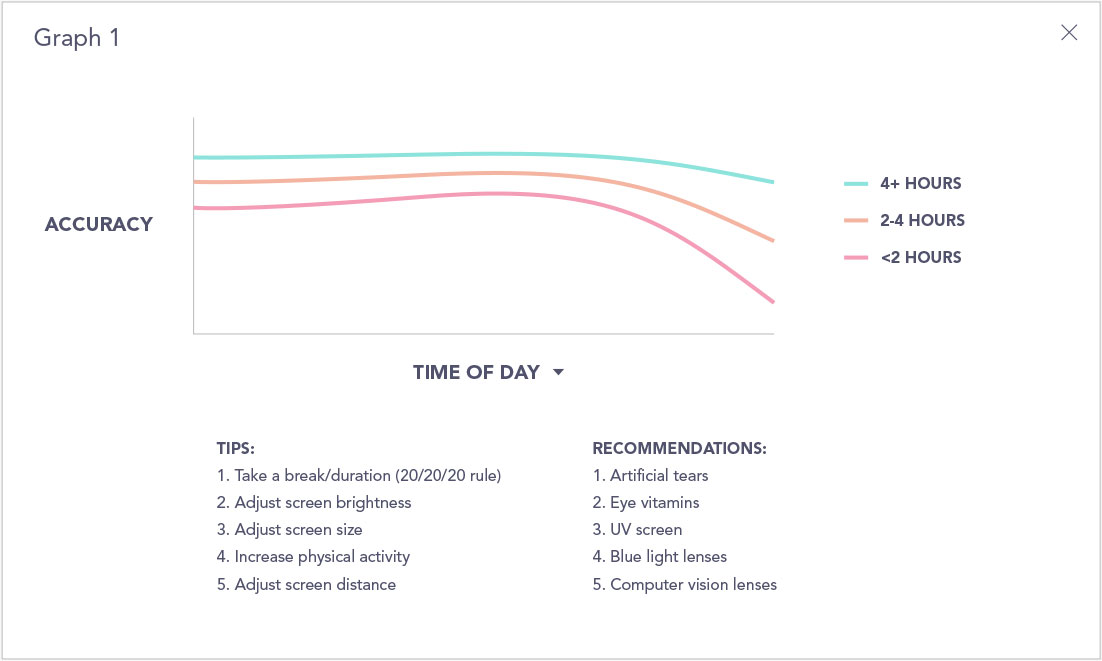 Graph 1
ACCURACY
4+ HOURS
2-4 HOURS
<2 HOURS
TIME OF DAY
TIPS:
1. Take a break/duration (20/20/20 rule)
2. Adjust screen brightness
3. Adjust screen size
4. Increase physical activity
5. Adjust screen distance
RECOMMENDATIONS:
1. Artificial tears
2. Eye vitamins
3. UV screen
4. Blue light lenses
5. Computer vision lenses